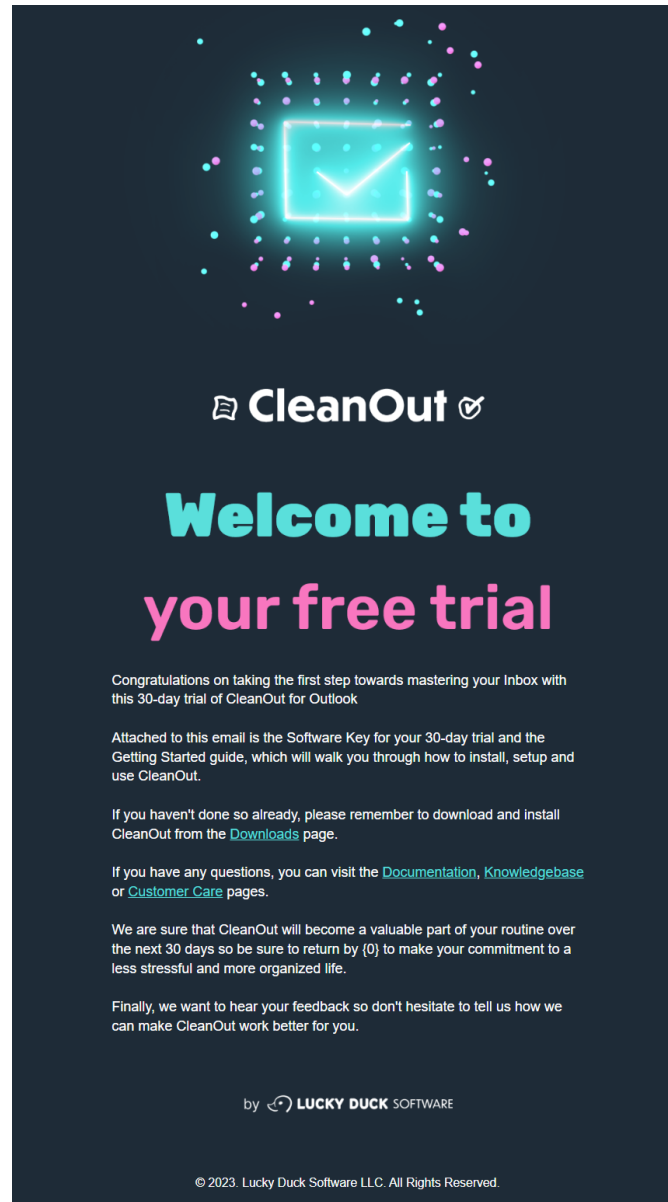 CleanOut
Welcome to
your free trial
Congratulations on taking the first step towards mastering your Inbox with
this 30-day trial of CleanOut for Outlook
Attached to this email is the Software Key for your 30-day trial and the
Getting Started guide, which will walk you through how to install, setup and
use CleanOut.
If you haven't done so already, please remember to download and install
CleanOut from the Downloads page.
If you have any questions, you can visit the Documentation, Knowledgebase
or Customer Care pages.
We are sure that CleanOut will become a valuable part of your routine over
the next 30 days so be sure to return by {0} to make your commitment to a
less stressful and more organized life.
Finally, we want to hear your feedback so don't hesitate to tell us how we
can make CleanOut work better for you.
by LUCKY DUCK SOFTWARE
© 2023. Lucky Duck Software LLC. All Rights Reserved.